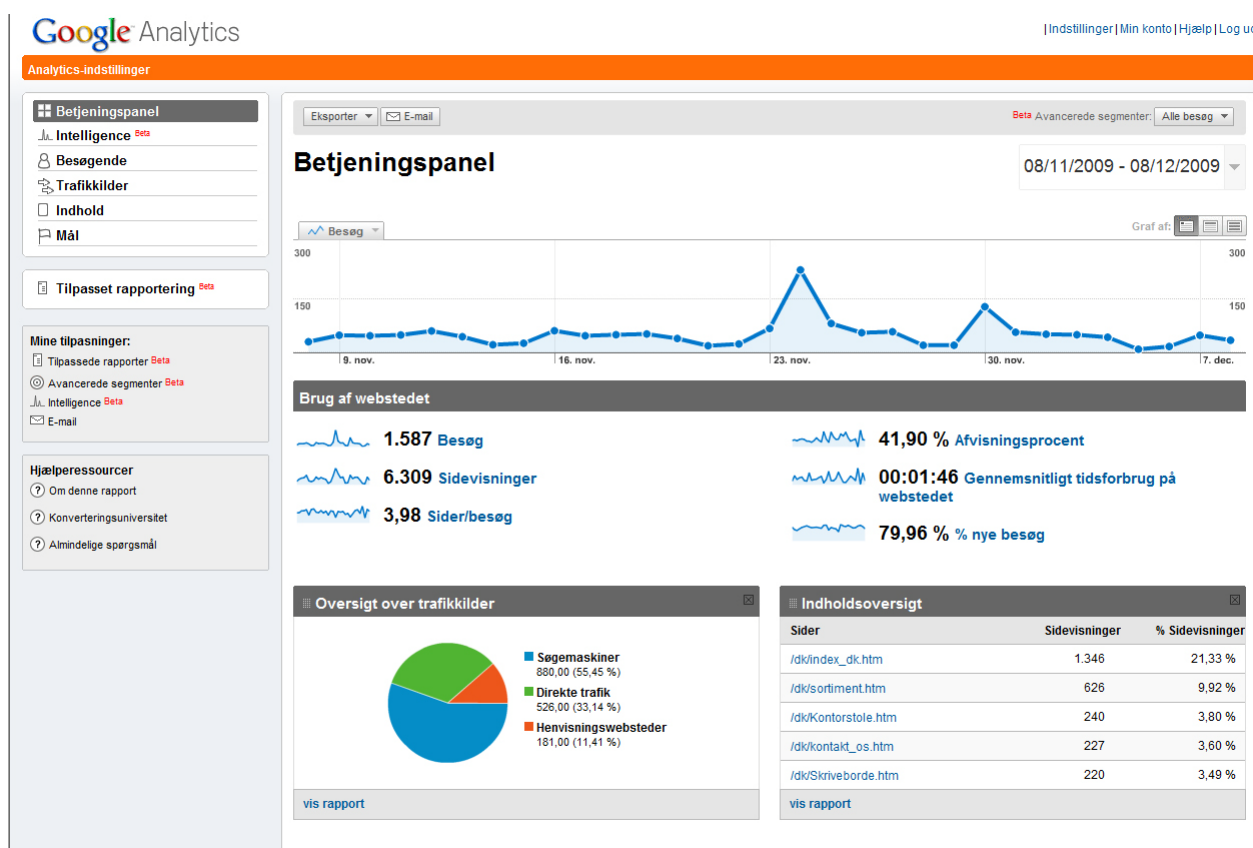 Google Analytics
|Indstillinger|Min konto|Hjælp|Log ud
Analytics-indstillinger
Betjeningspanel
Intelligence Beta
Besøgende
Trafikkilder
Indhold
Mål
Tilpasset rapportering Beta
Mine tilpasninger:
Tilpassede rapporter Beta
Avancerede segmenter Beta
Intelligence Beta
E-mail
Hjælperessourcer
Om denne rapport
Konverteringsuniversitet
Almindelige spørgsmål
Eksporter E-mail
Beta Avancerede segmenter: Alle besøg
Betjeningspanel
08/11/2009 - 08/12/2009
Besøg
Graf af:
300 300
150 150
9. nov. 16. nov. 23. nov. 30. nov. 7. dec.
Brug af webstedet
1.587 Besøg
6.309 Sidevisninger
3,98 Sider/besøg
41,90 % Afvisningsprocent
00:01:46 Gennemsnitligt tidsforbrug på
webstedet
79,96 % % nye besøg
Oversigt over trafikkilder
Søgemaskiner
880,00 (55,45 %)
Direkte trafik
526,00 (33,14 %)
Henvisningswebsteder
181,00 (11,41 %)
vis rapport
Indholdsoversigt
Sider Sidevisninger % Sidevisninger
/dk/index_dk.htm 1.346 21,33 %
/dk/sortiment.htm 626 9,92 %
/dk/Kontorstole.htm 240 3,80 %
/dk/kontakt_os.htm 227 3,60 %
/dk/Skriveborde.htm 220 3,49 %
vis rapport